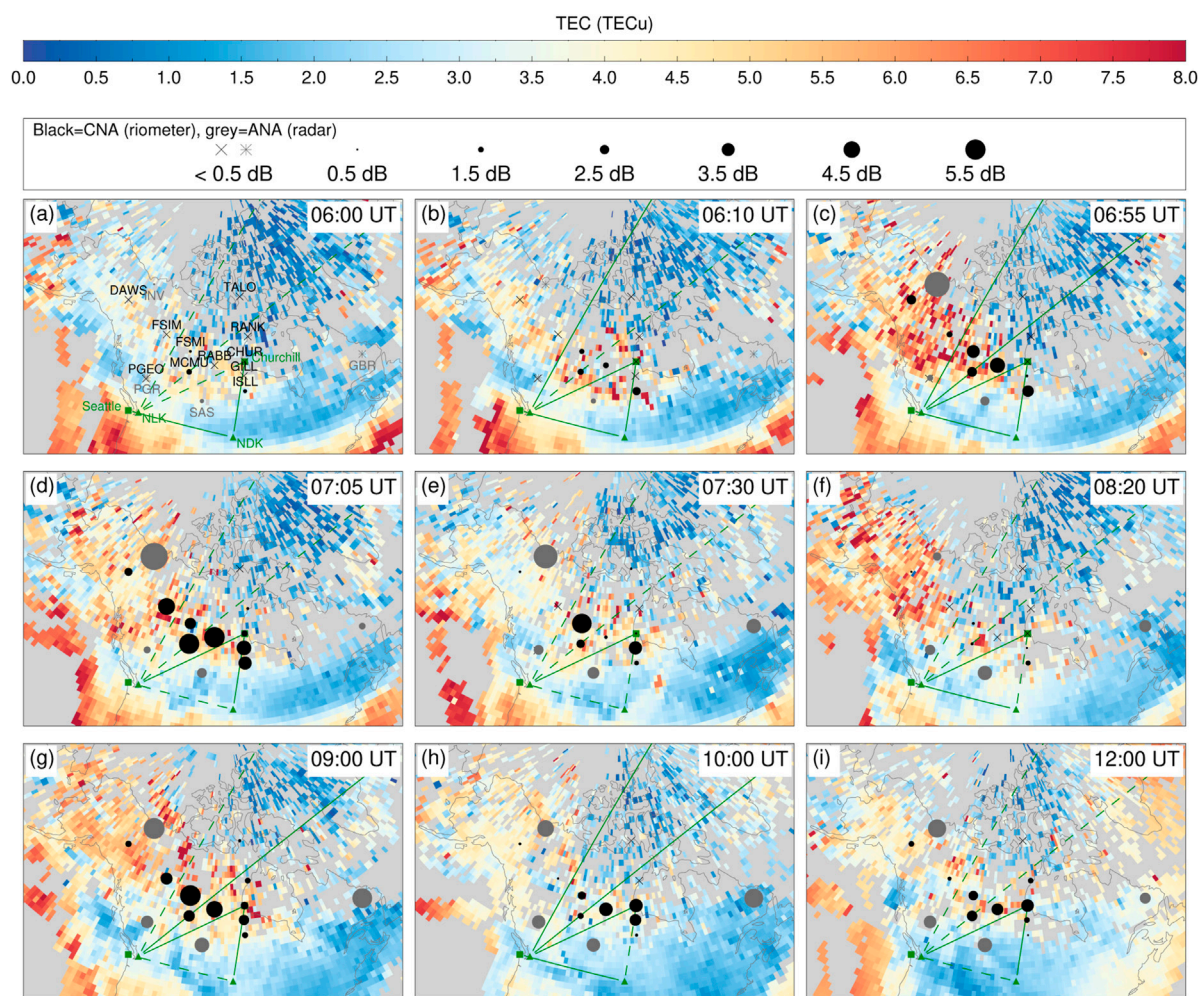 TEC (TECu)
0.0 0.5 1.0 1.5 2.0 2.5 3.0 3.5 4.0 4.5 5.0 5.5 6.0 6.5 7.0 7.5 8.0
Black=CNA (riometer), grey=ANA (radar)
< 0.5 dB 0.5 dB 1.5 dB 2.5 dB 3.5 dB 4.5 dB 5.5 dB
(a) 06:00 UT
DAWS INV TALO
FSIM RANK
FSMI
RABB CHUR Churchill
MCMU GILL GBR
PGEO ISLL
PGR
Seattle SAS
NLK
NDK
(b) 06:10 UT
(c) 06:55 UT
(d) 07:05 UT
(e) 07:30 UT
(f) 08:20 UT
(g) 09:00 UT
(h) 10:00 UT
(i) 12:00 UT